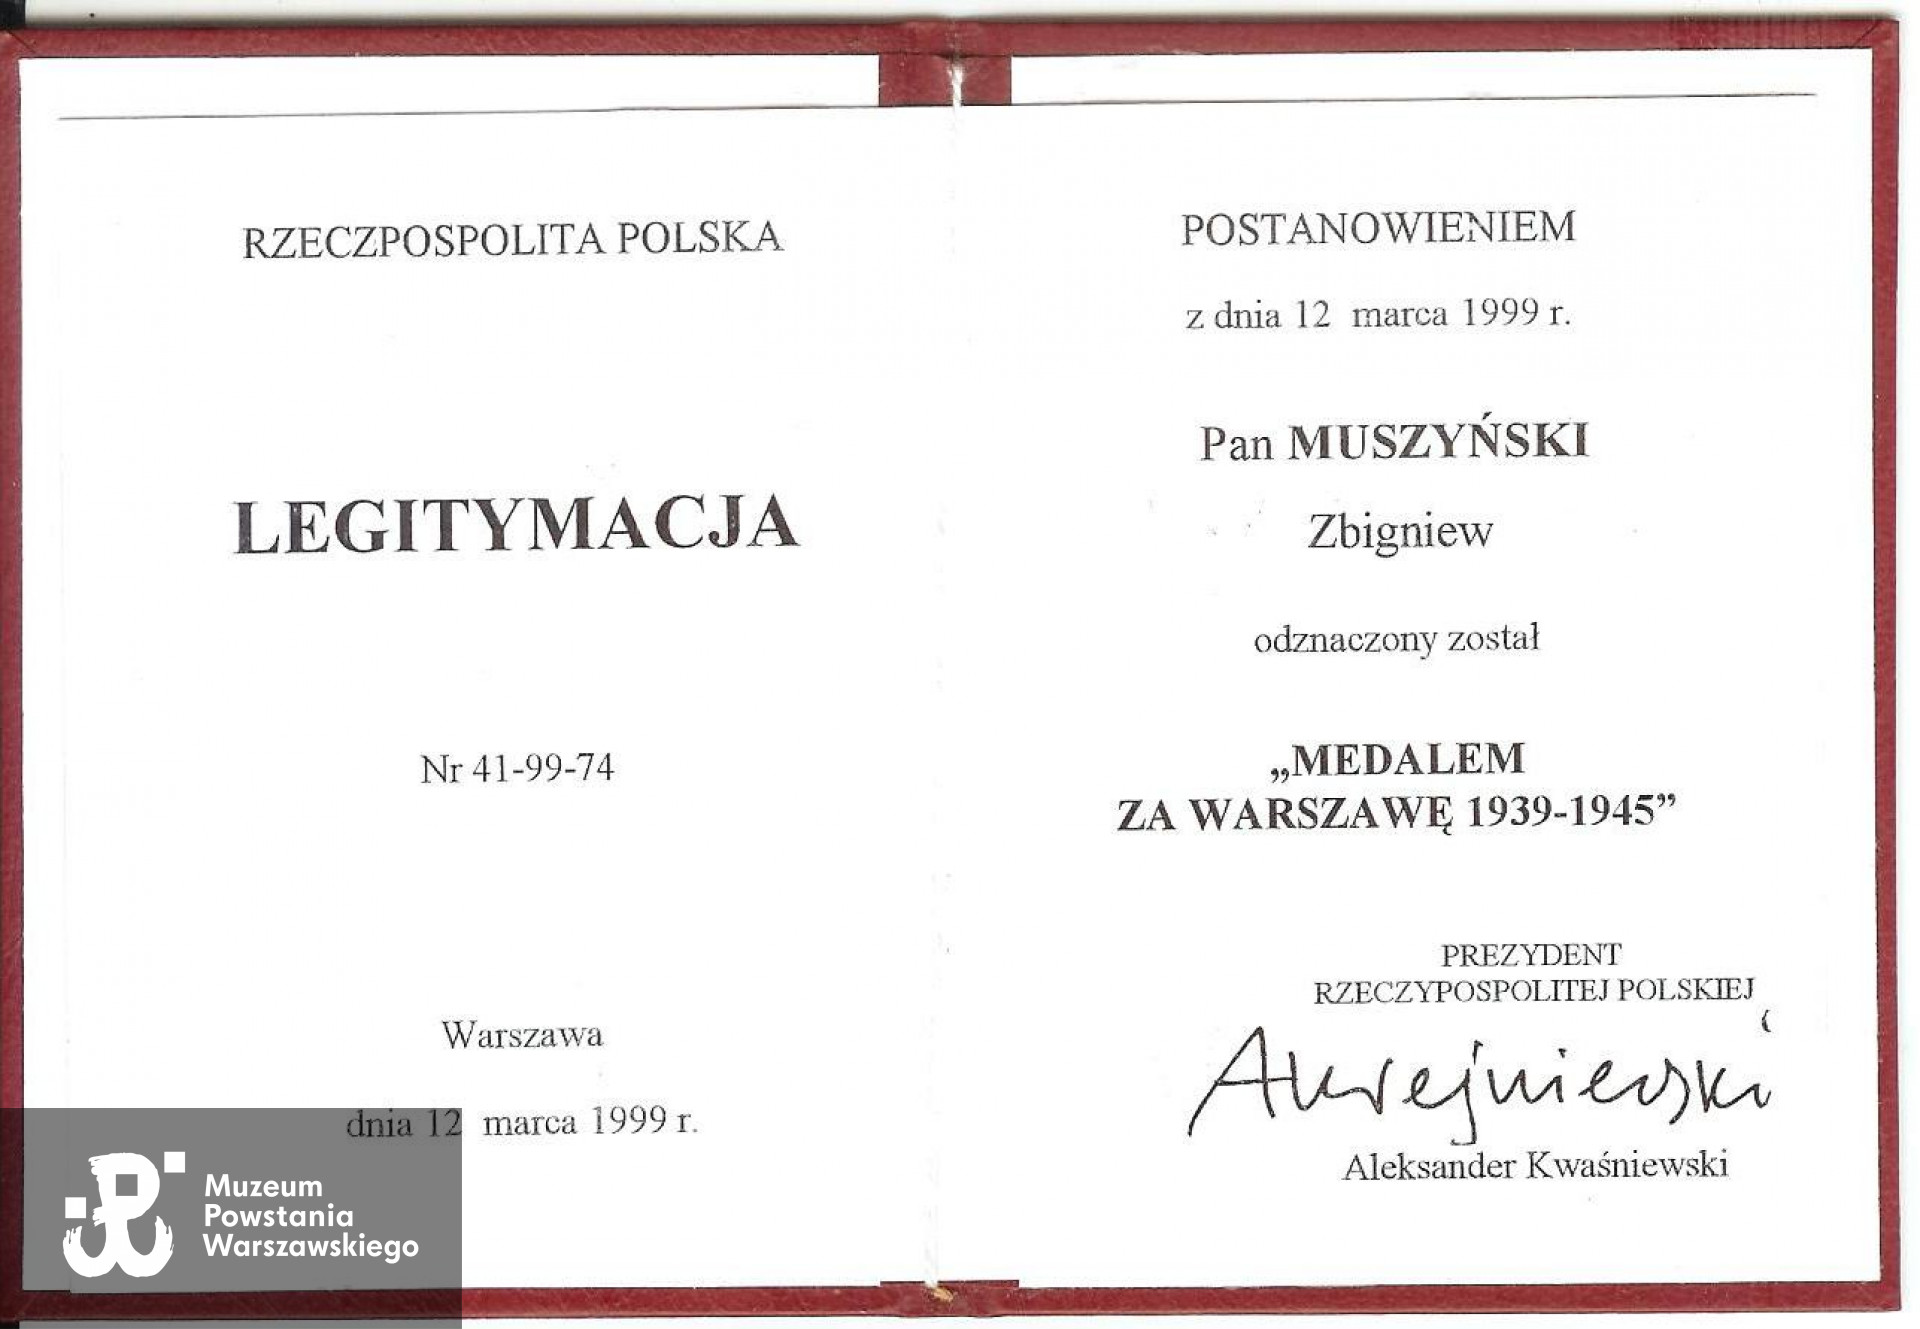 RZECZPOSPOLITA POLSKA
LEGITYMACJA
Nr 41-99-74
Warszawa
dnia 12 marca 1999 r.
POSTANOWIENIEM
z dnia 12 marca 1999 r.
Pan MUSZYŃSKI
Zbigniew
odznaczony został
„MEDALEM
ZA WARSZAWĘ 1939-1945”
PREZYDENT
RZECZYPOSPOLITEJ POLSKIEJ
AKwaśniewski
Aleksander Kwaśniewski
Muzeum
Powstania
Warszawskiego